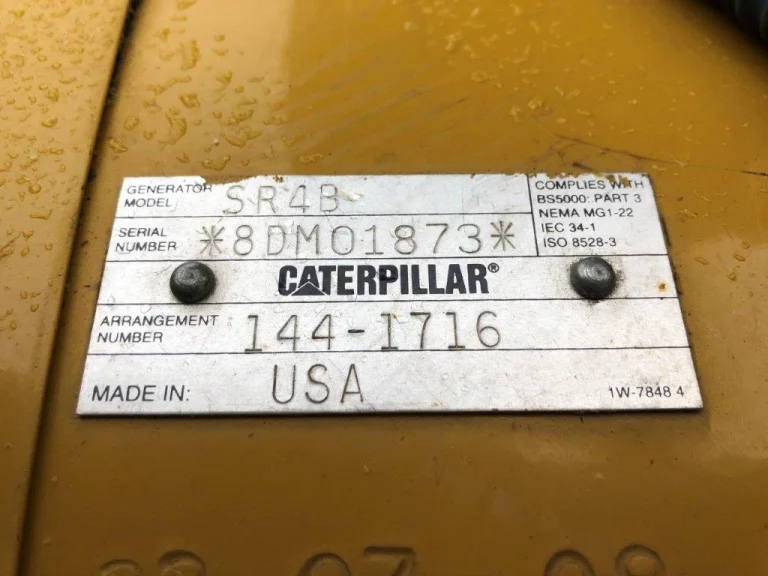 GENERATOR MODEL SR4B
SERIAL NUMBER *8DM01873*
COMPLIES WITH
BS5000: PART 3
NEMA MG1-22
IEC 34-1
ISO 8528-3
CATERPILLAR®
ARRANGEMENT NUMBER 144-1716
MADE IN: USA
1W-7848 4